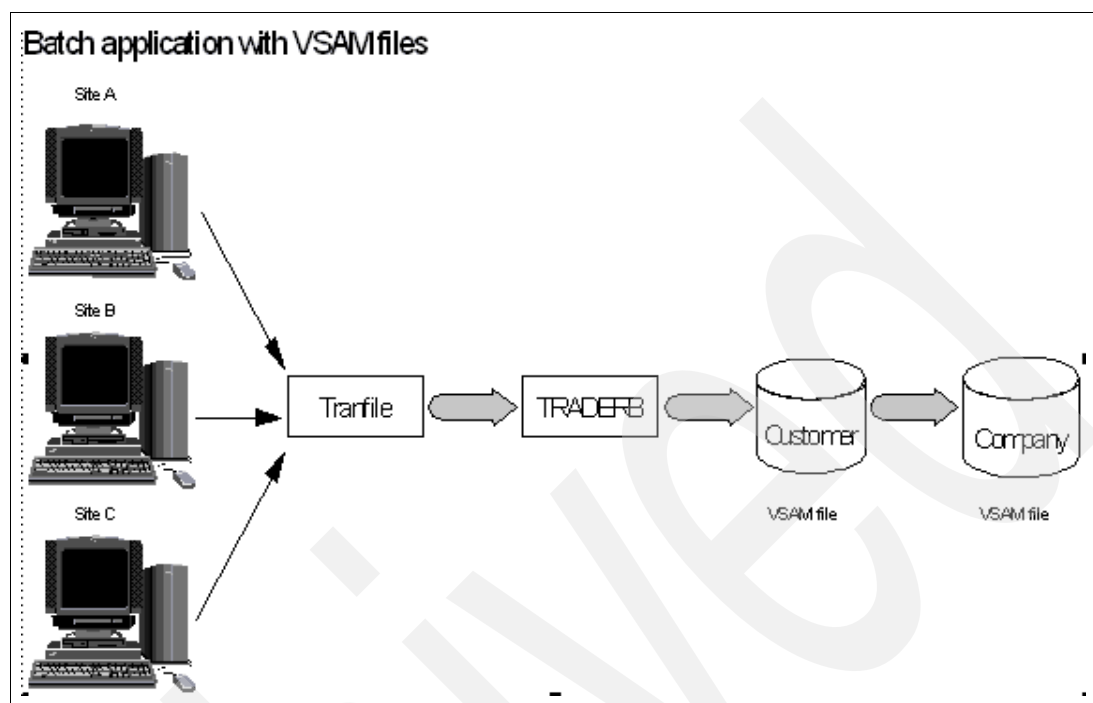 Batch application with VSAM files
Site A
Site B
Site C
Tranfile
TRADERB
Customer
Company
VSAM file
VSAM file